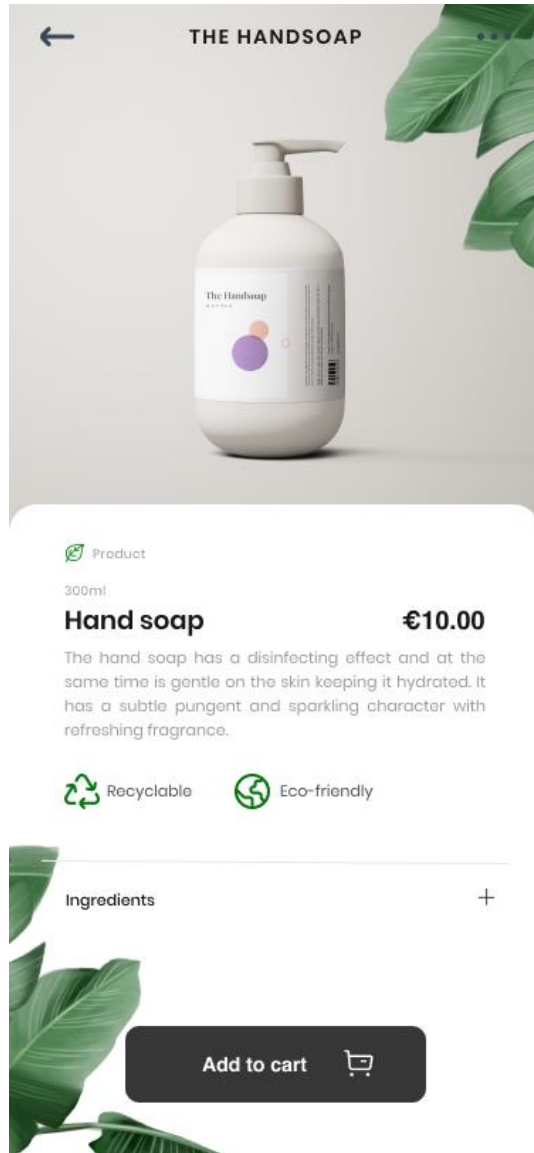 THE HANDSOAP
The Handsoap
Product
300ml
Hand soap
€10.00
The hand soap has a disinfecting effect and at the
same time is gentle on the skin keeping it hydrated. It
has a subtle pungent and sparkling character with
refreshing fragrance.
Recyclable
Eco-friendly
Ingredients
Add to cart